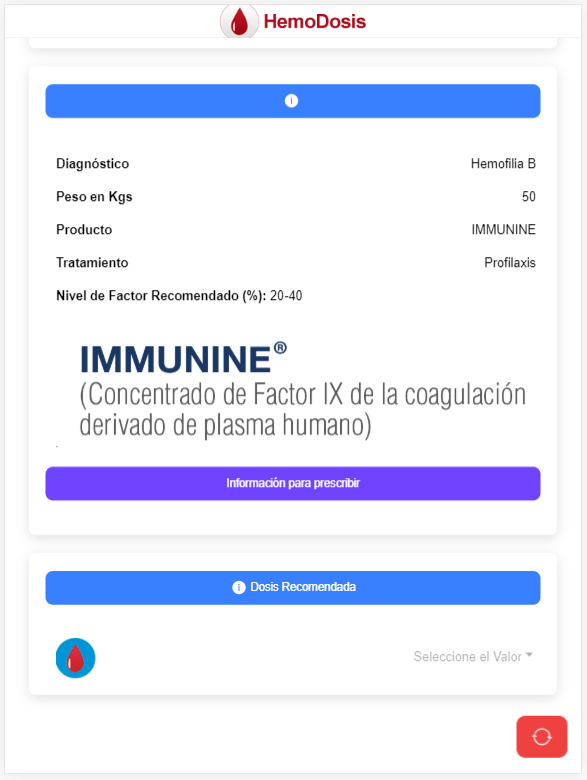 HemoDosis
Diagnóstico Hemofilia B
Peso en Kgs 50
Producto IMMUNINE
Tratamiento Profilaxis
Nivel de Factor Recomendado (%): 20-40
IMMUNINE®
(Concentrado de Factor IX de la coagulación
derivado de plasma humano)
Información para prescribir
Dosis Recomendada
Seleccione el Valor